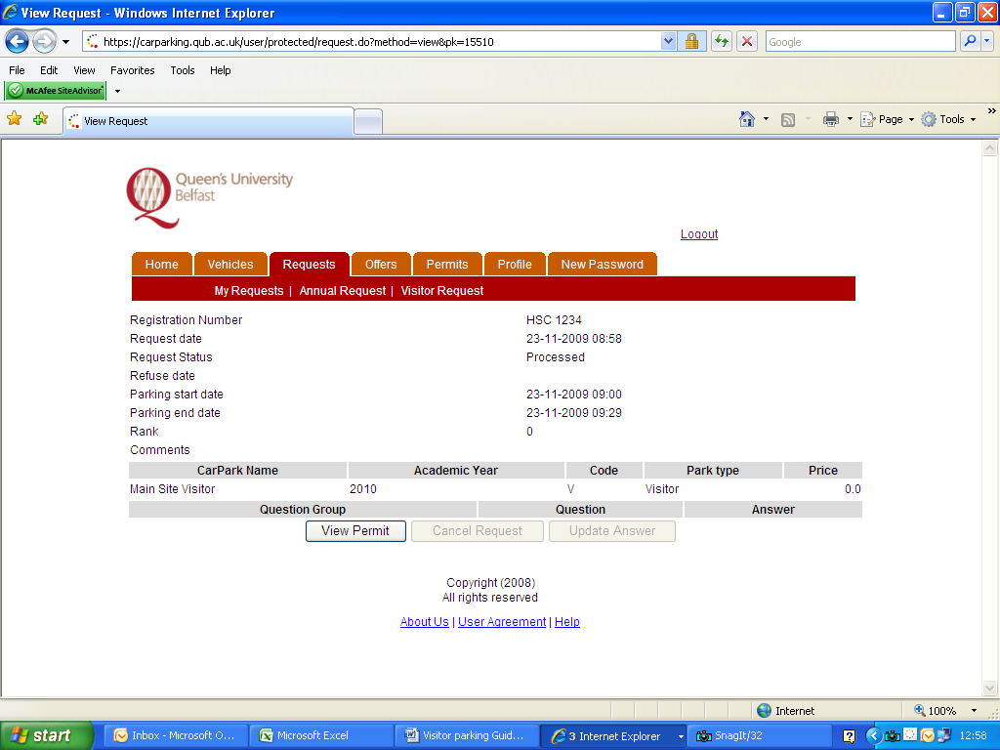 View Request - Windows Internet Explorer
https://carparking.qub.ac.uk/user/protected/request.do?method=view&pk=15510
Google
File Edit View Favorites Tools Help
McAfee SiteAdvisor
View Request
Page Tools »
Queen's University
Belfast
Logout
Home Vehicles Requests Offers Permits Profile New Password
My Requests | Annual Request | Visitor Request
Registration Number HSC 1234
Request date 23-11-2009 08:58
Request Status Processed
Refuse date
Parking start date 23-11-2009 09:00
Parking end date 23-11-2009 09:29
Rank 0
Comments
CarPark Name Academic Year Code Park type Price
Main Site Visitor 2010 V Visitor 0.0
Question Group Question Answer
View Permit Cancel Request Update Answer
Copyright (2008)
All rights reserved
About Us | User Agreement | Help
Internet 100%
start Inbox - Microsoft O... Microsoft Excel Visitor parking Guid... 3 Internet Explorer SnagIt/32 12:58